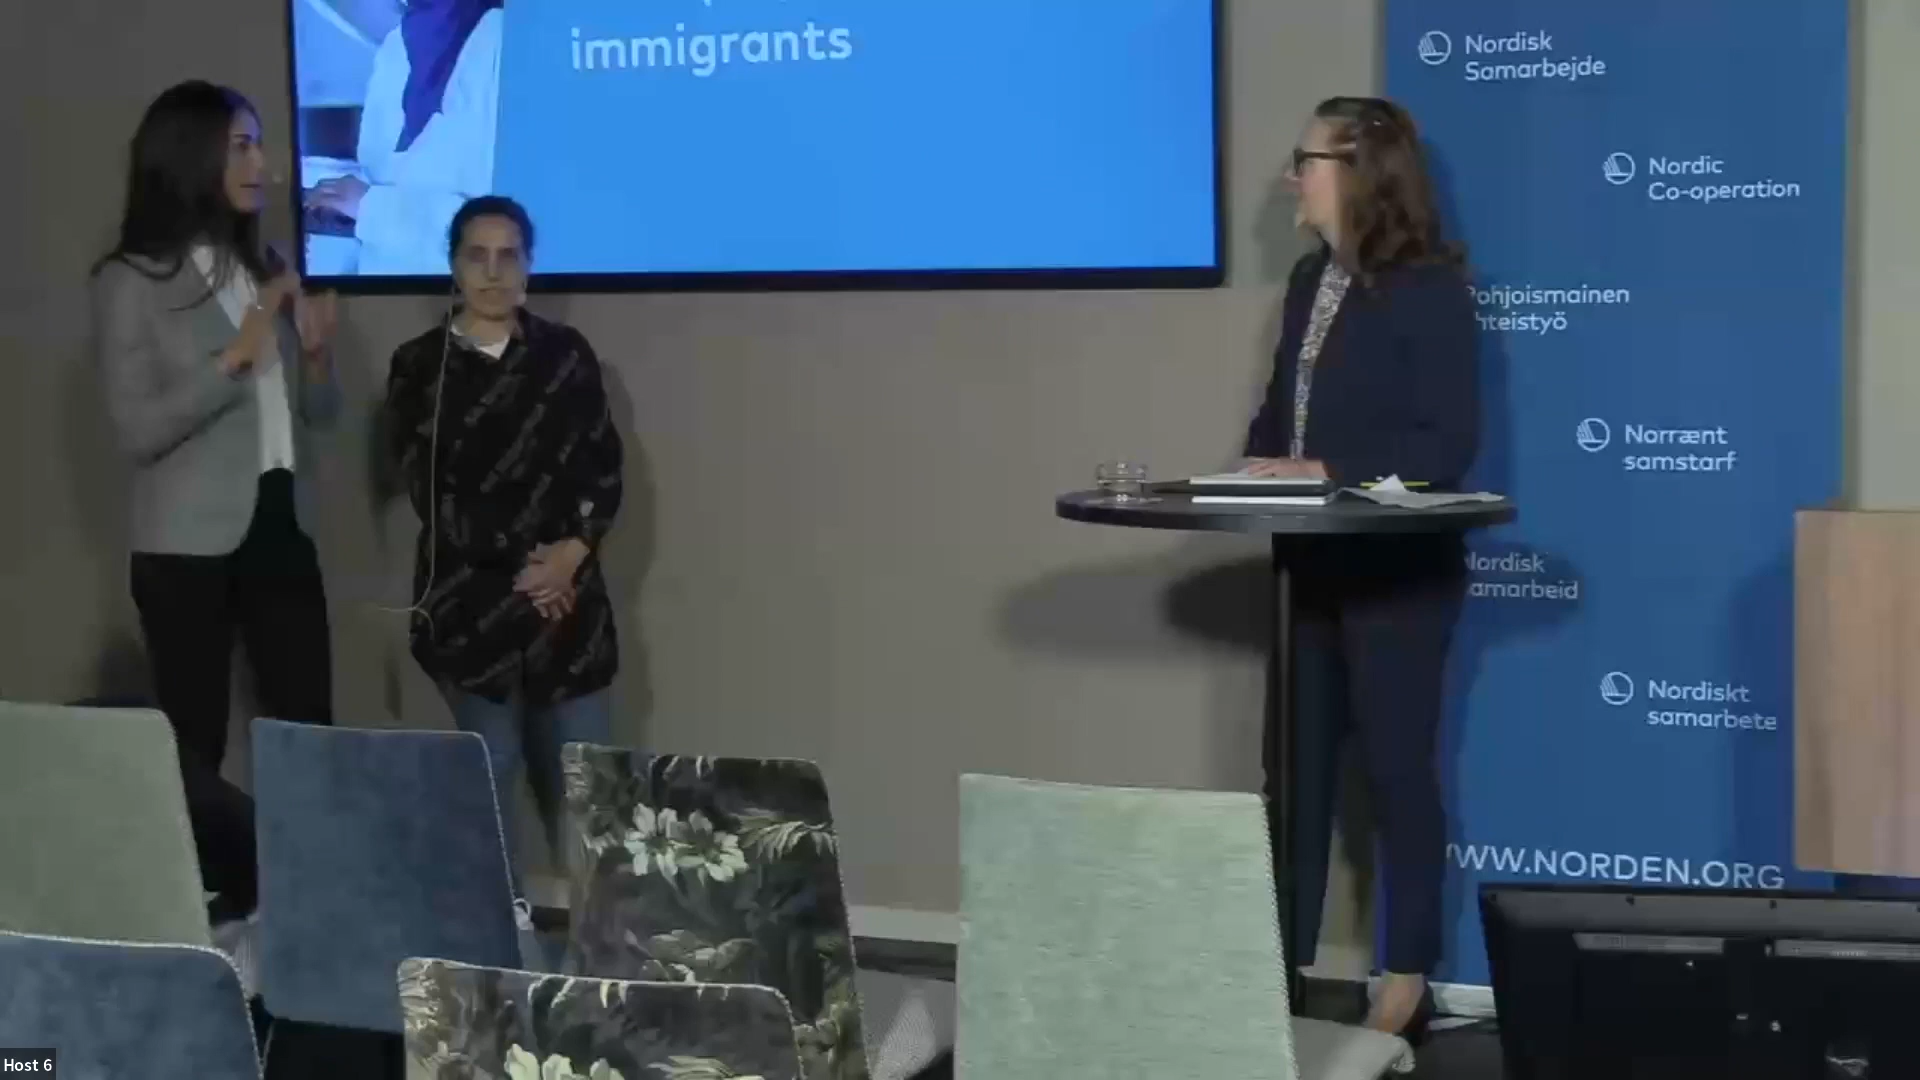 immigrants
Nordisk
Samarbejde
Nordic
Co-operation
Pohjoismainen
hteistyö
Norrænt
samstarf
Nordisk
amarbeid
Nordiskt
samarbete
WWW.NORDEN.ORG
Host 6